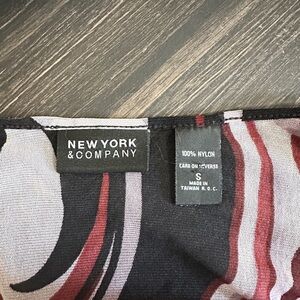 NEW YORK
& COMPANY
100% NYLON
CARE ON REVERSE
S
MADE IN
TAIWAN R.O.C.